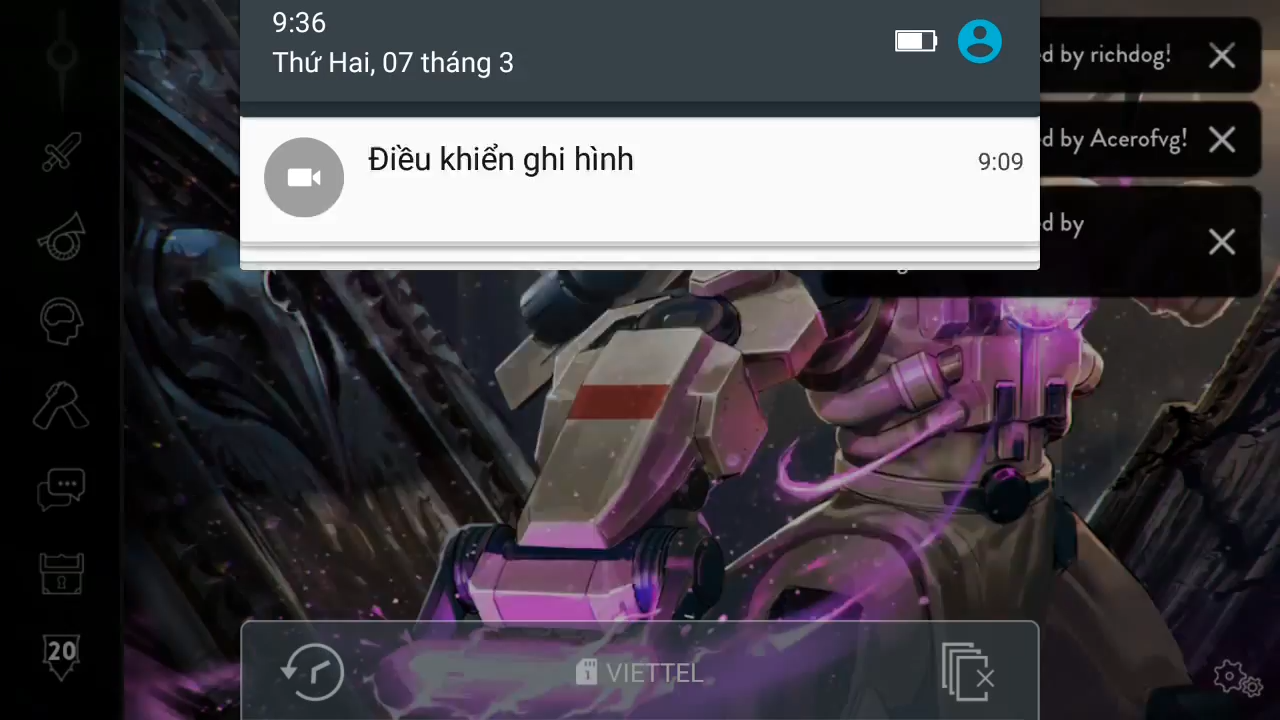 9:36
Thứ Hai, 07 tháng 3
d by richdog!
Điều khiển ghi hình
9:09
d by Acerofvg!
d by
20
1 VIETTEL